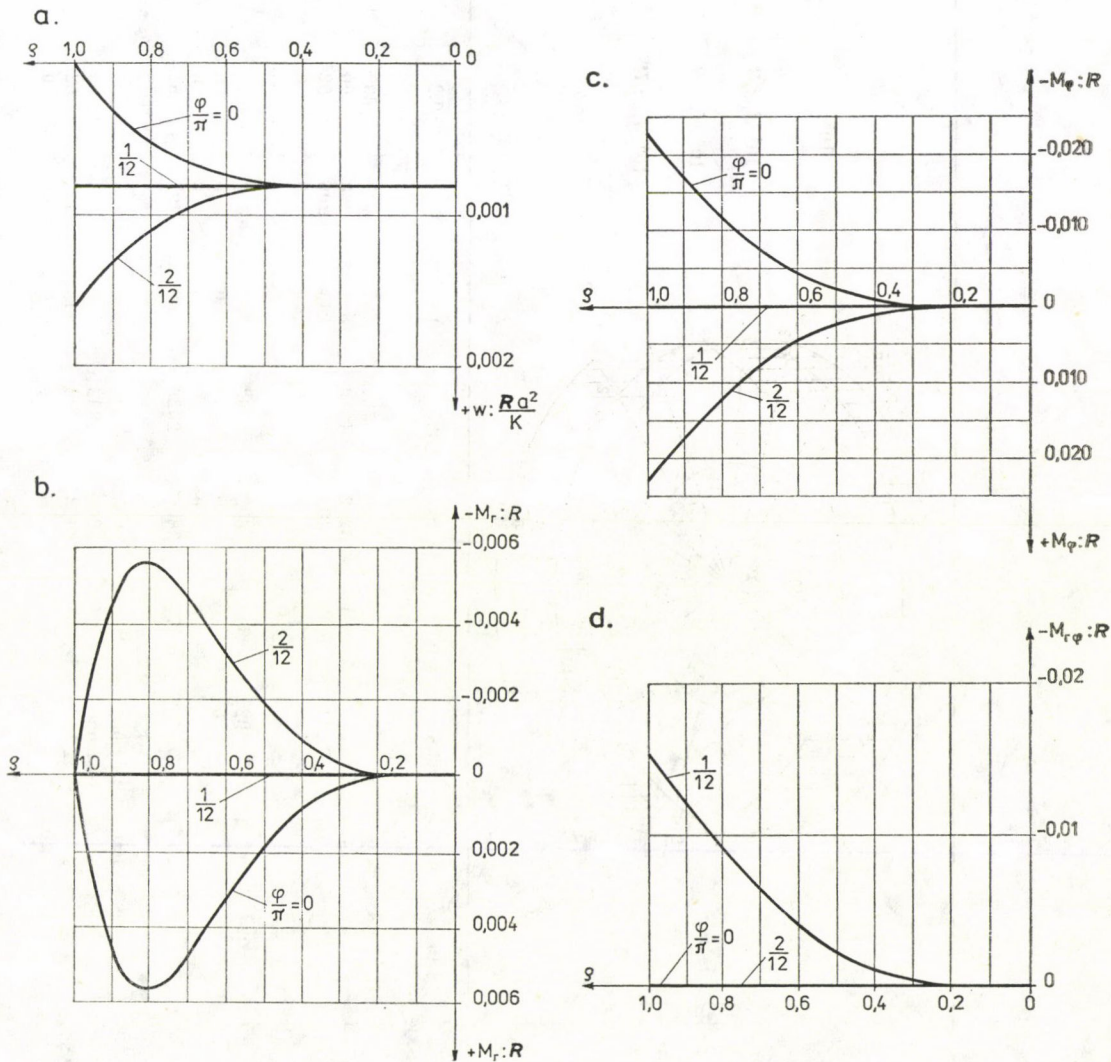 a.
ϱ 1,0 0,8 0,6 0,4 0,2 0 0
φ/π = 0
1/12
0,001
2/12
0,002
+w: Ra²/K
b.
-Mr:R
-0,006
-0,004
2/12
-0,002
ϱ 1,0 0,8 0,6 0,4 0,2 0
1/12
0,002
φ/π = 0
0,004
0,006
+Mr:R
c.
-Mφ:R
-0,020
φ/π = 0
-0,010
ϱ 1,0 0,8 0,6 0,4 0,2 0
1/12
2/12
0,010
0,020
+Mφ:R
d.
-Mrφ:R
-0,02
1/12
-0,01
φ/π = 0
2/12
ϱ 0
1,0 0,8 0,6 0,4 0,2 0